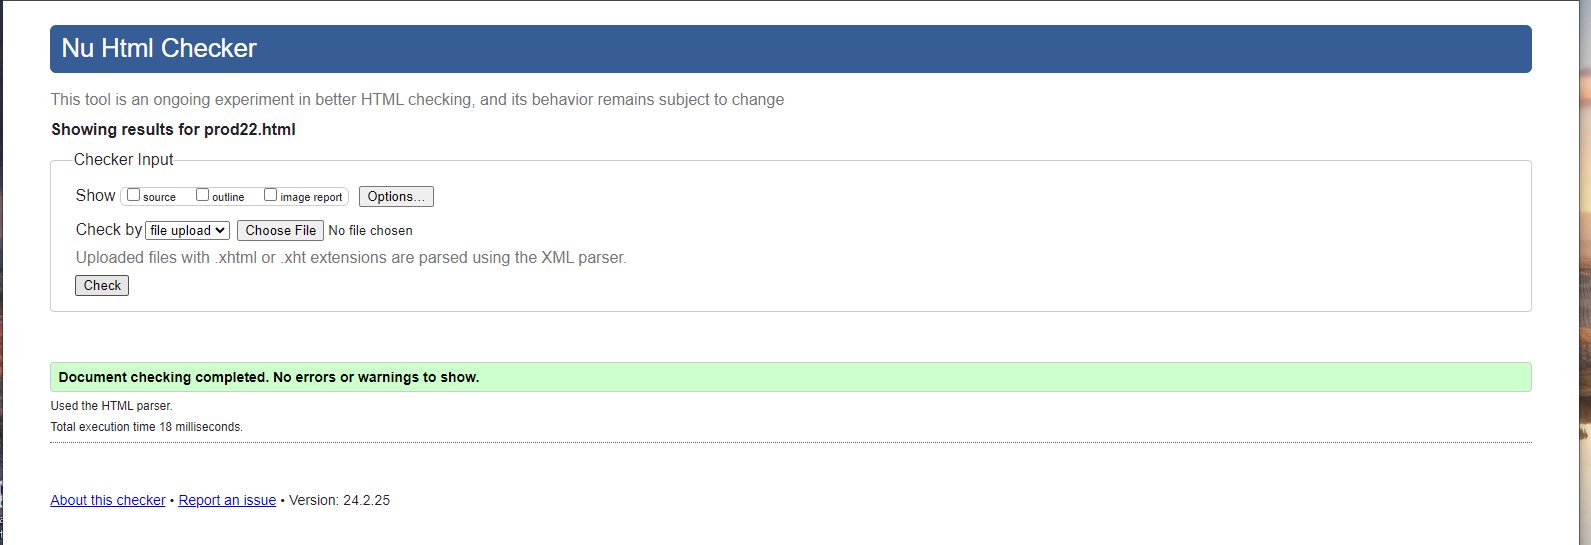 Nu Html Checker
This tool is an ongoing experiment in better HTML checking, and its behavior remains subject to change
Showing results for prod22.html
Checker Input
Show source outline image report Options...
Check by file upload Choose File No file chosen
Uploaded files with .xhtml or .xht extensions are parsed using the XML parser.
Check
Document checking completed. No errors or warnings to show.
Used the HTML parser.
Total execution time 18 milliseconds.
About this checker • Report an issue • Version: 24.2.25